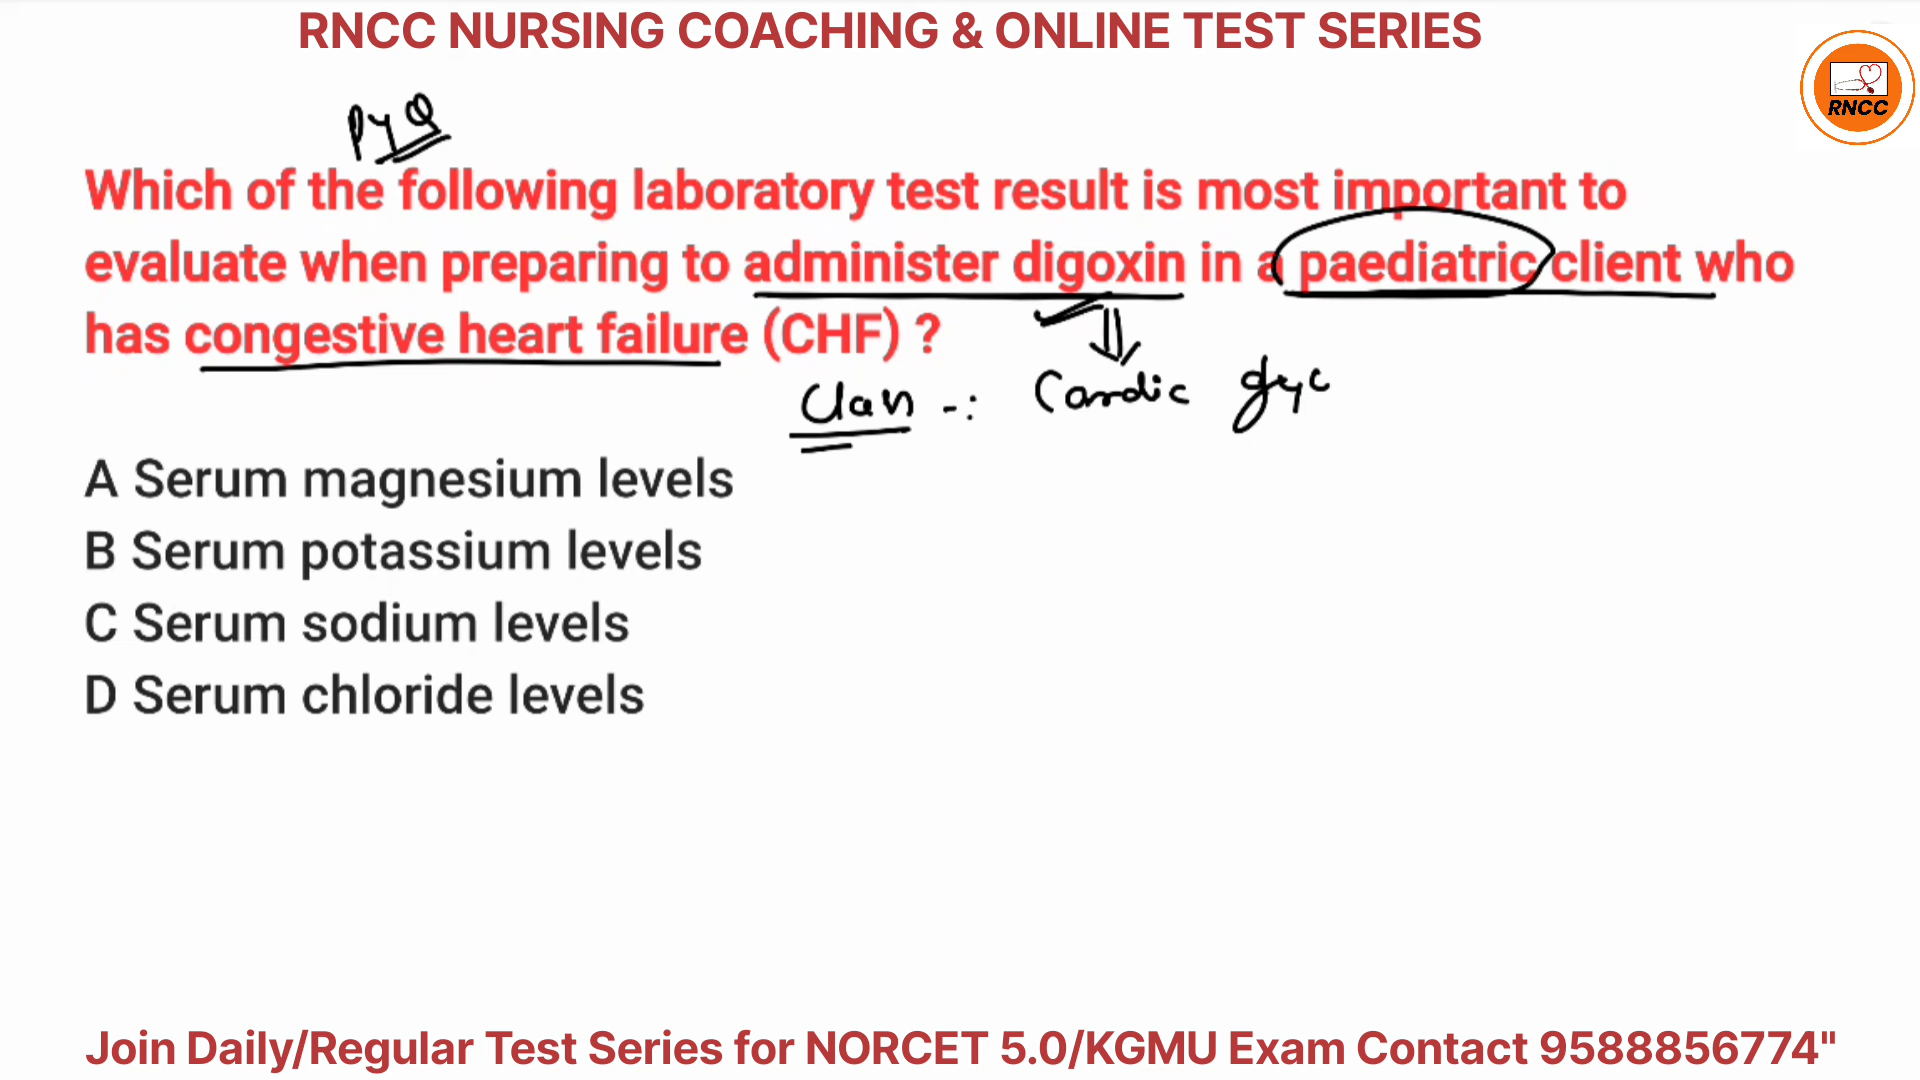 RNCC NURSING COACHING & ONLINE TEST SERIES
RNCC
PYQ
Which of the following laboratory test result is most important to
evaluate when preparing to administer digoxin in a paediatric client who
has congestive heart failure (CHF) ?
Clan -: Cardic glyc
A Serum magnesium levels
B Serum potassium levels
C Serum sodium levels
D Serum chloride levels
Join Daily/Regular Test Series for NORCET 5.0/KGMU Exam Contact 9588856774"